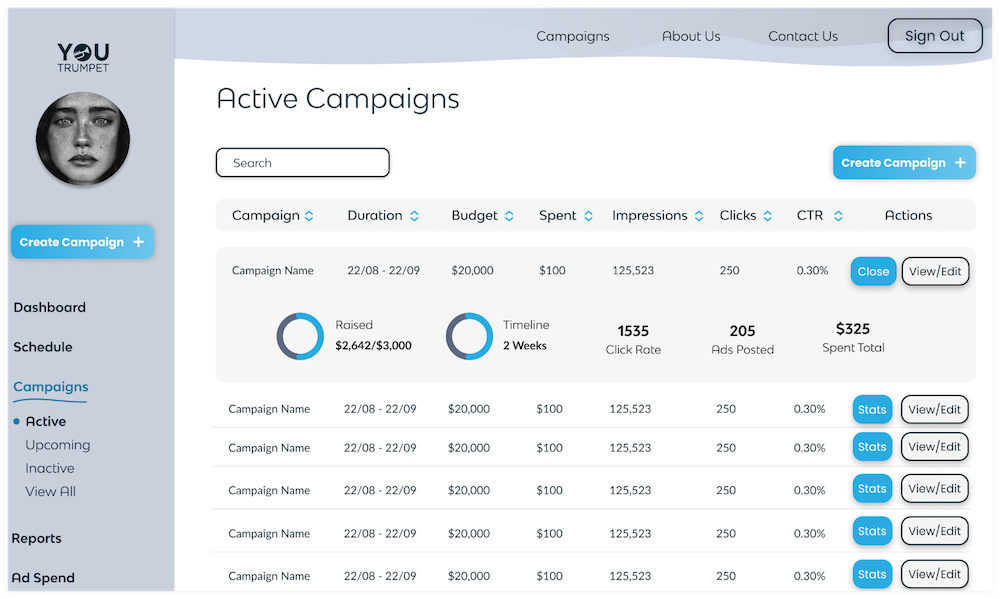 YOU
TRUMPET
Campaigns About Us Contact Us Sign Out
Active Campaigns
Search
Create Campaign +
Create Campaign +
Dashboard
Schedule
Campaigns
Active
Upcoming
Inactive
View All
Reports
Ad Spend
Campaign Duration Budget Spent Impressions Clicks CTR Actions
Campaign Name 22/08 - 22/09 $20,000 $100 125,523 250 0.30% Close View/Edit
Raised
$2,642/$3,000
Timeline
2 Weeks
1535
Click Rate
205
Ads Posted
$325
Spent Total
Campaign Name 22/08 - 22/09 $20,000 $100 125,523 250 0.30% Stats View/Edit
Campaign Name 22/08 - 22/09 $20,000 $100 125,523 250 0.30% Stats View/Edit
Campaign Name 22/08 - 22/09 $20,000 $100 125,523 250 0.30% Stats View/Edit
Campaign Name 22/08 - 22/09 $20,000 $100 125,523 250 0.30% Stats View/Edit
Campaign Name 22/08 - 22/09 $20,000 $100 125,523 250 0.30% Stats View/Edit